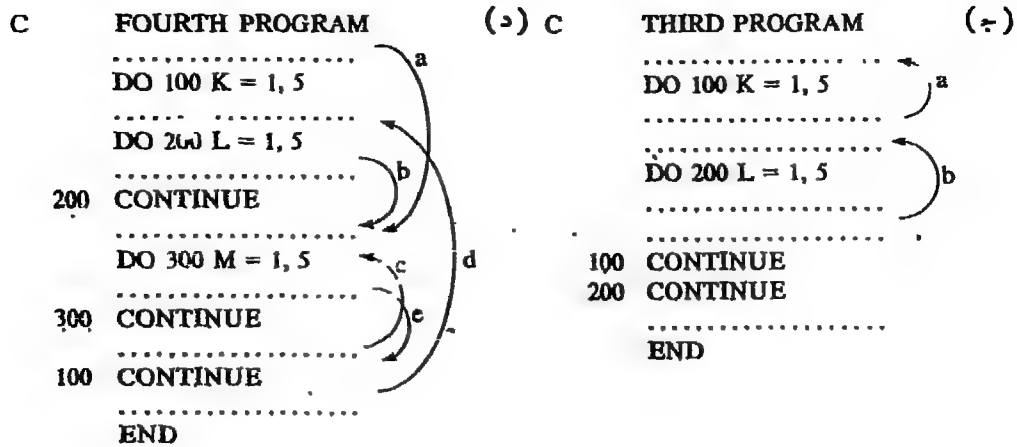 C FOURTH PROGRAM (د)
.....................
a
DO 100 K = 1, 5
.....................
DO 200 L = 1, 5
.....................
b
200 CONTINUE
.....................
DO 300 M = 1, 5
c
d
.....................
300 CONTINUE
e
.....................
100 CONTINUE
.....................
END
C THIRD PROGRAM (ج)
.....................
DO 100 K = 1, 5
a
.....................
.....................
DO 200 L = 1, 5
b
.....................
.....................
100 CONTINUE
200 CONTINUE
.....................
END